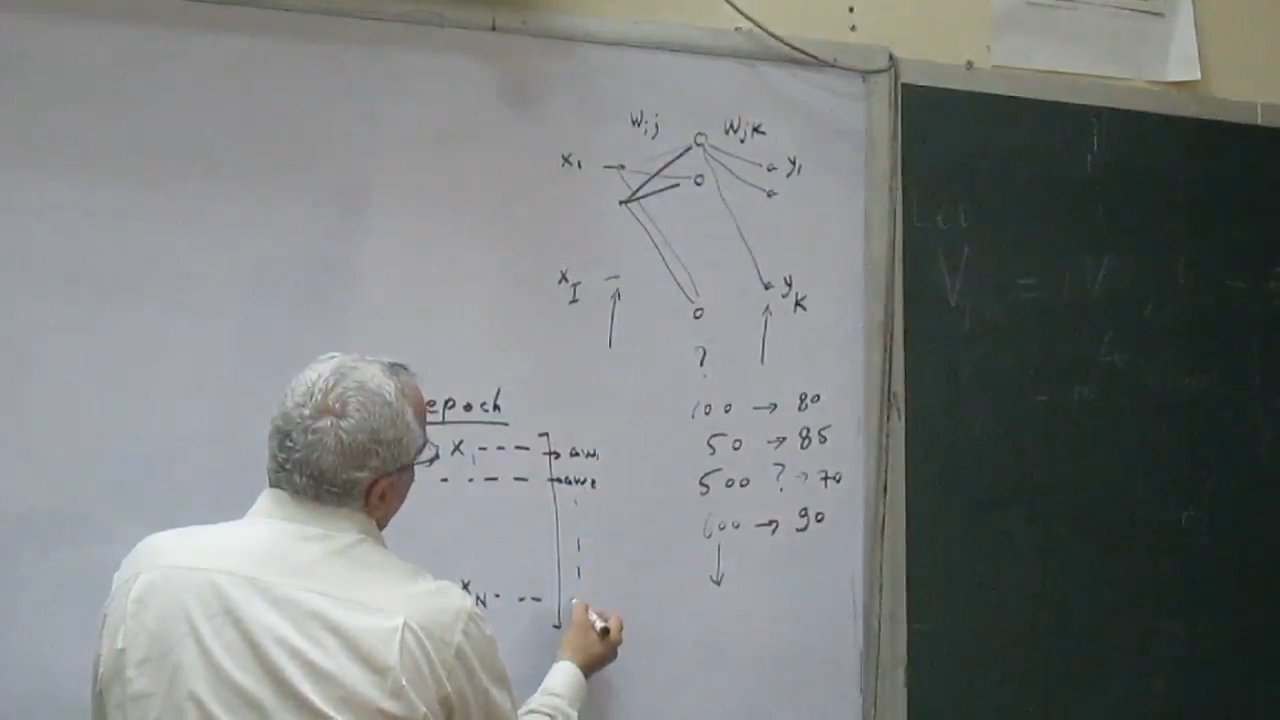 Wij Wjk
x1 y1
xI yK
?
100 → 80
epoch
50 → 85
x1 --- → ΔW1
500 ? → 70
---- → ΔW2
600 → 90
xN - --